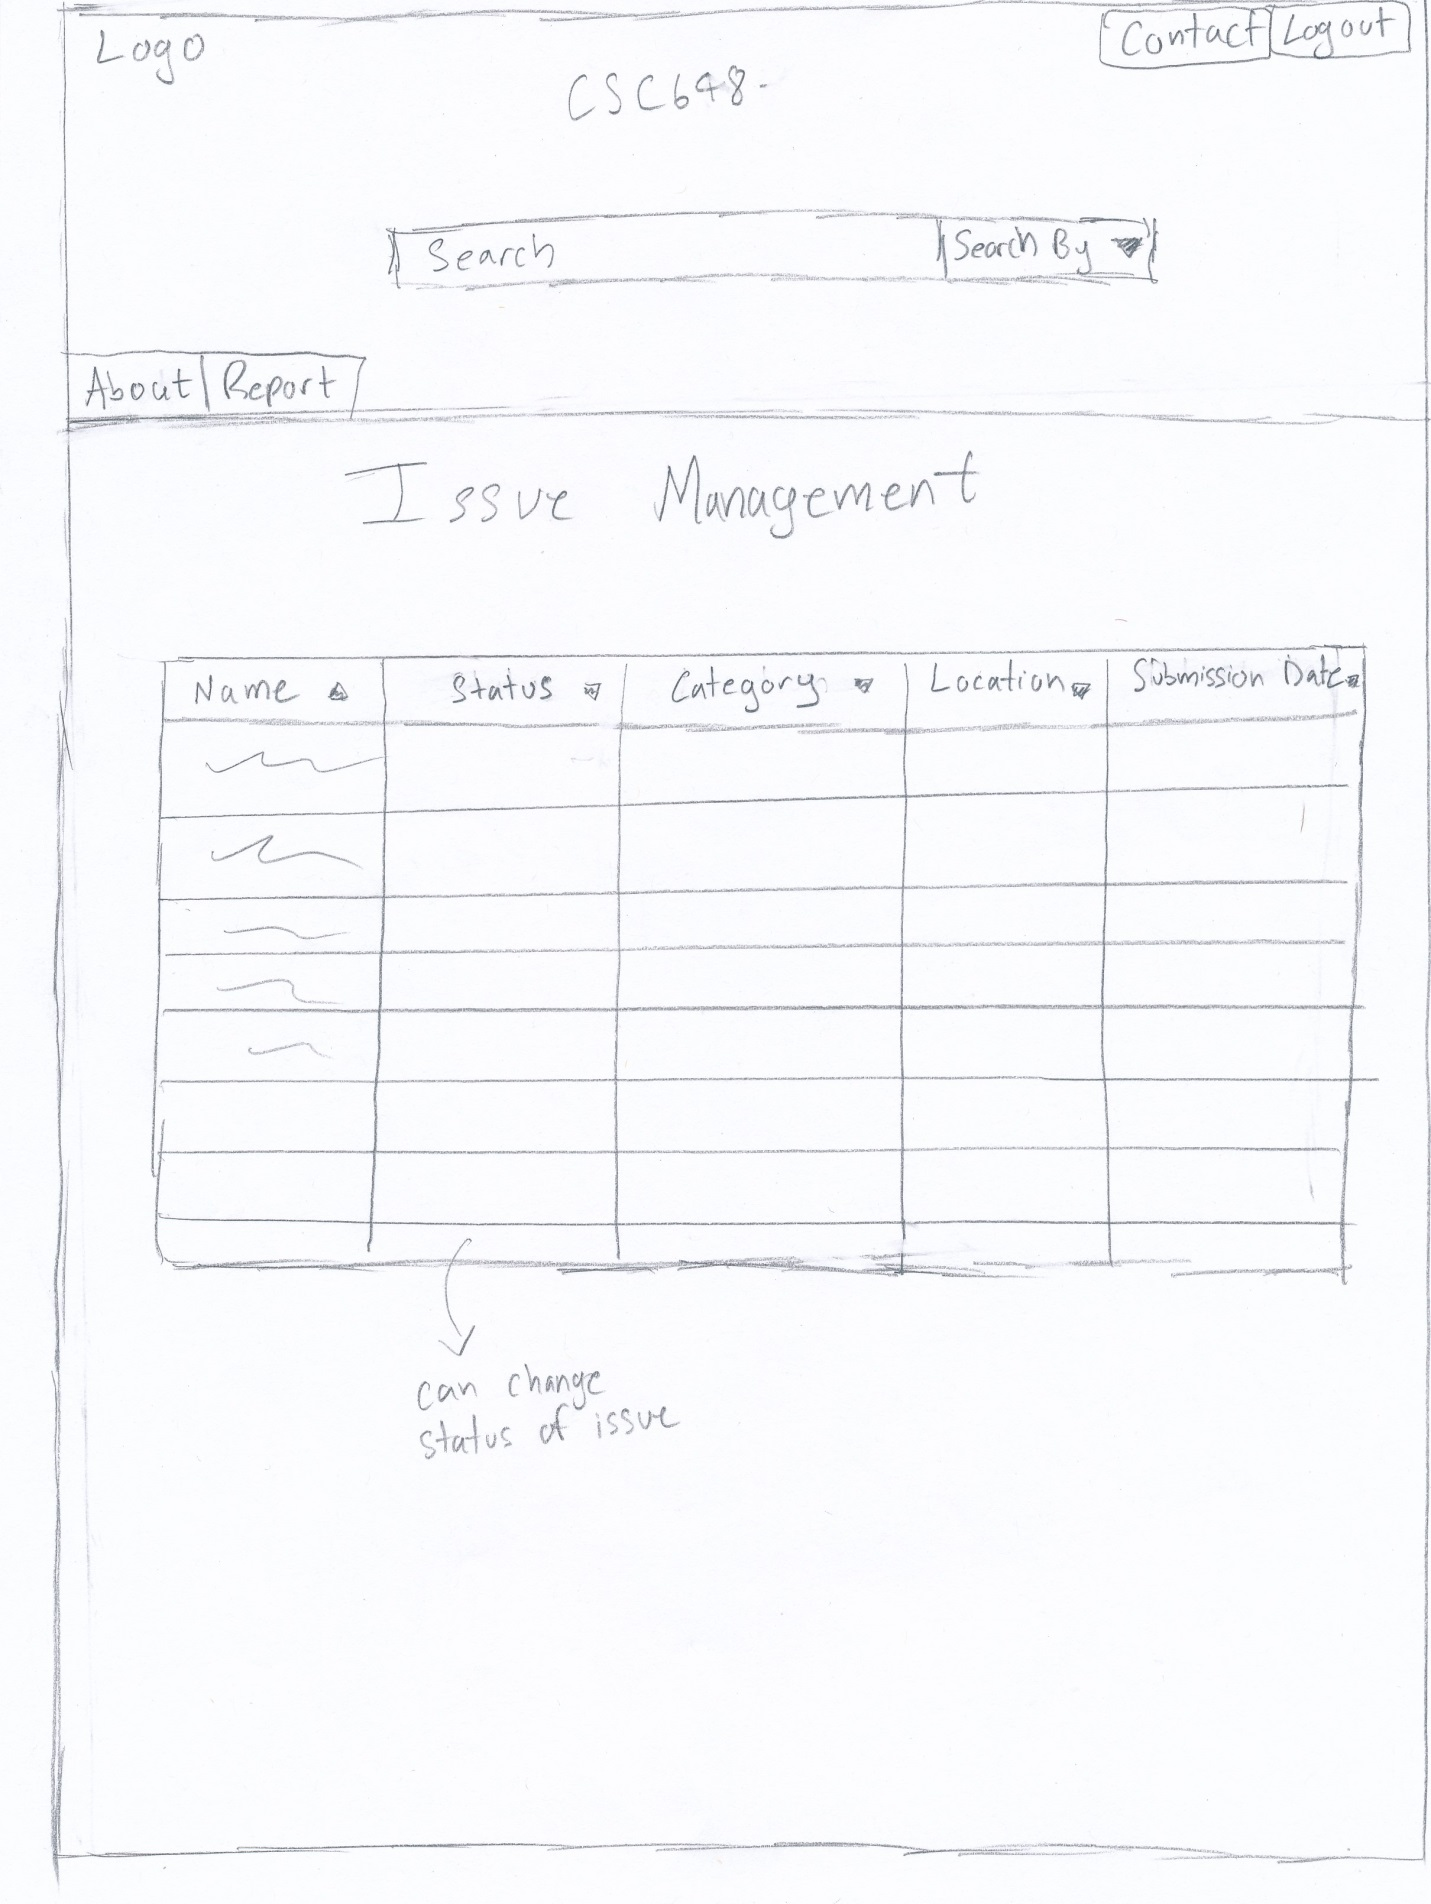 Logo
Contact Logout
CSC648-
Search Search By
About Report
Issue Management
Name Status Category Location Submission Date
can change
status of issue